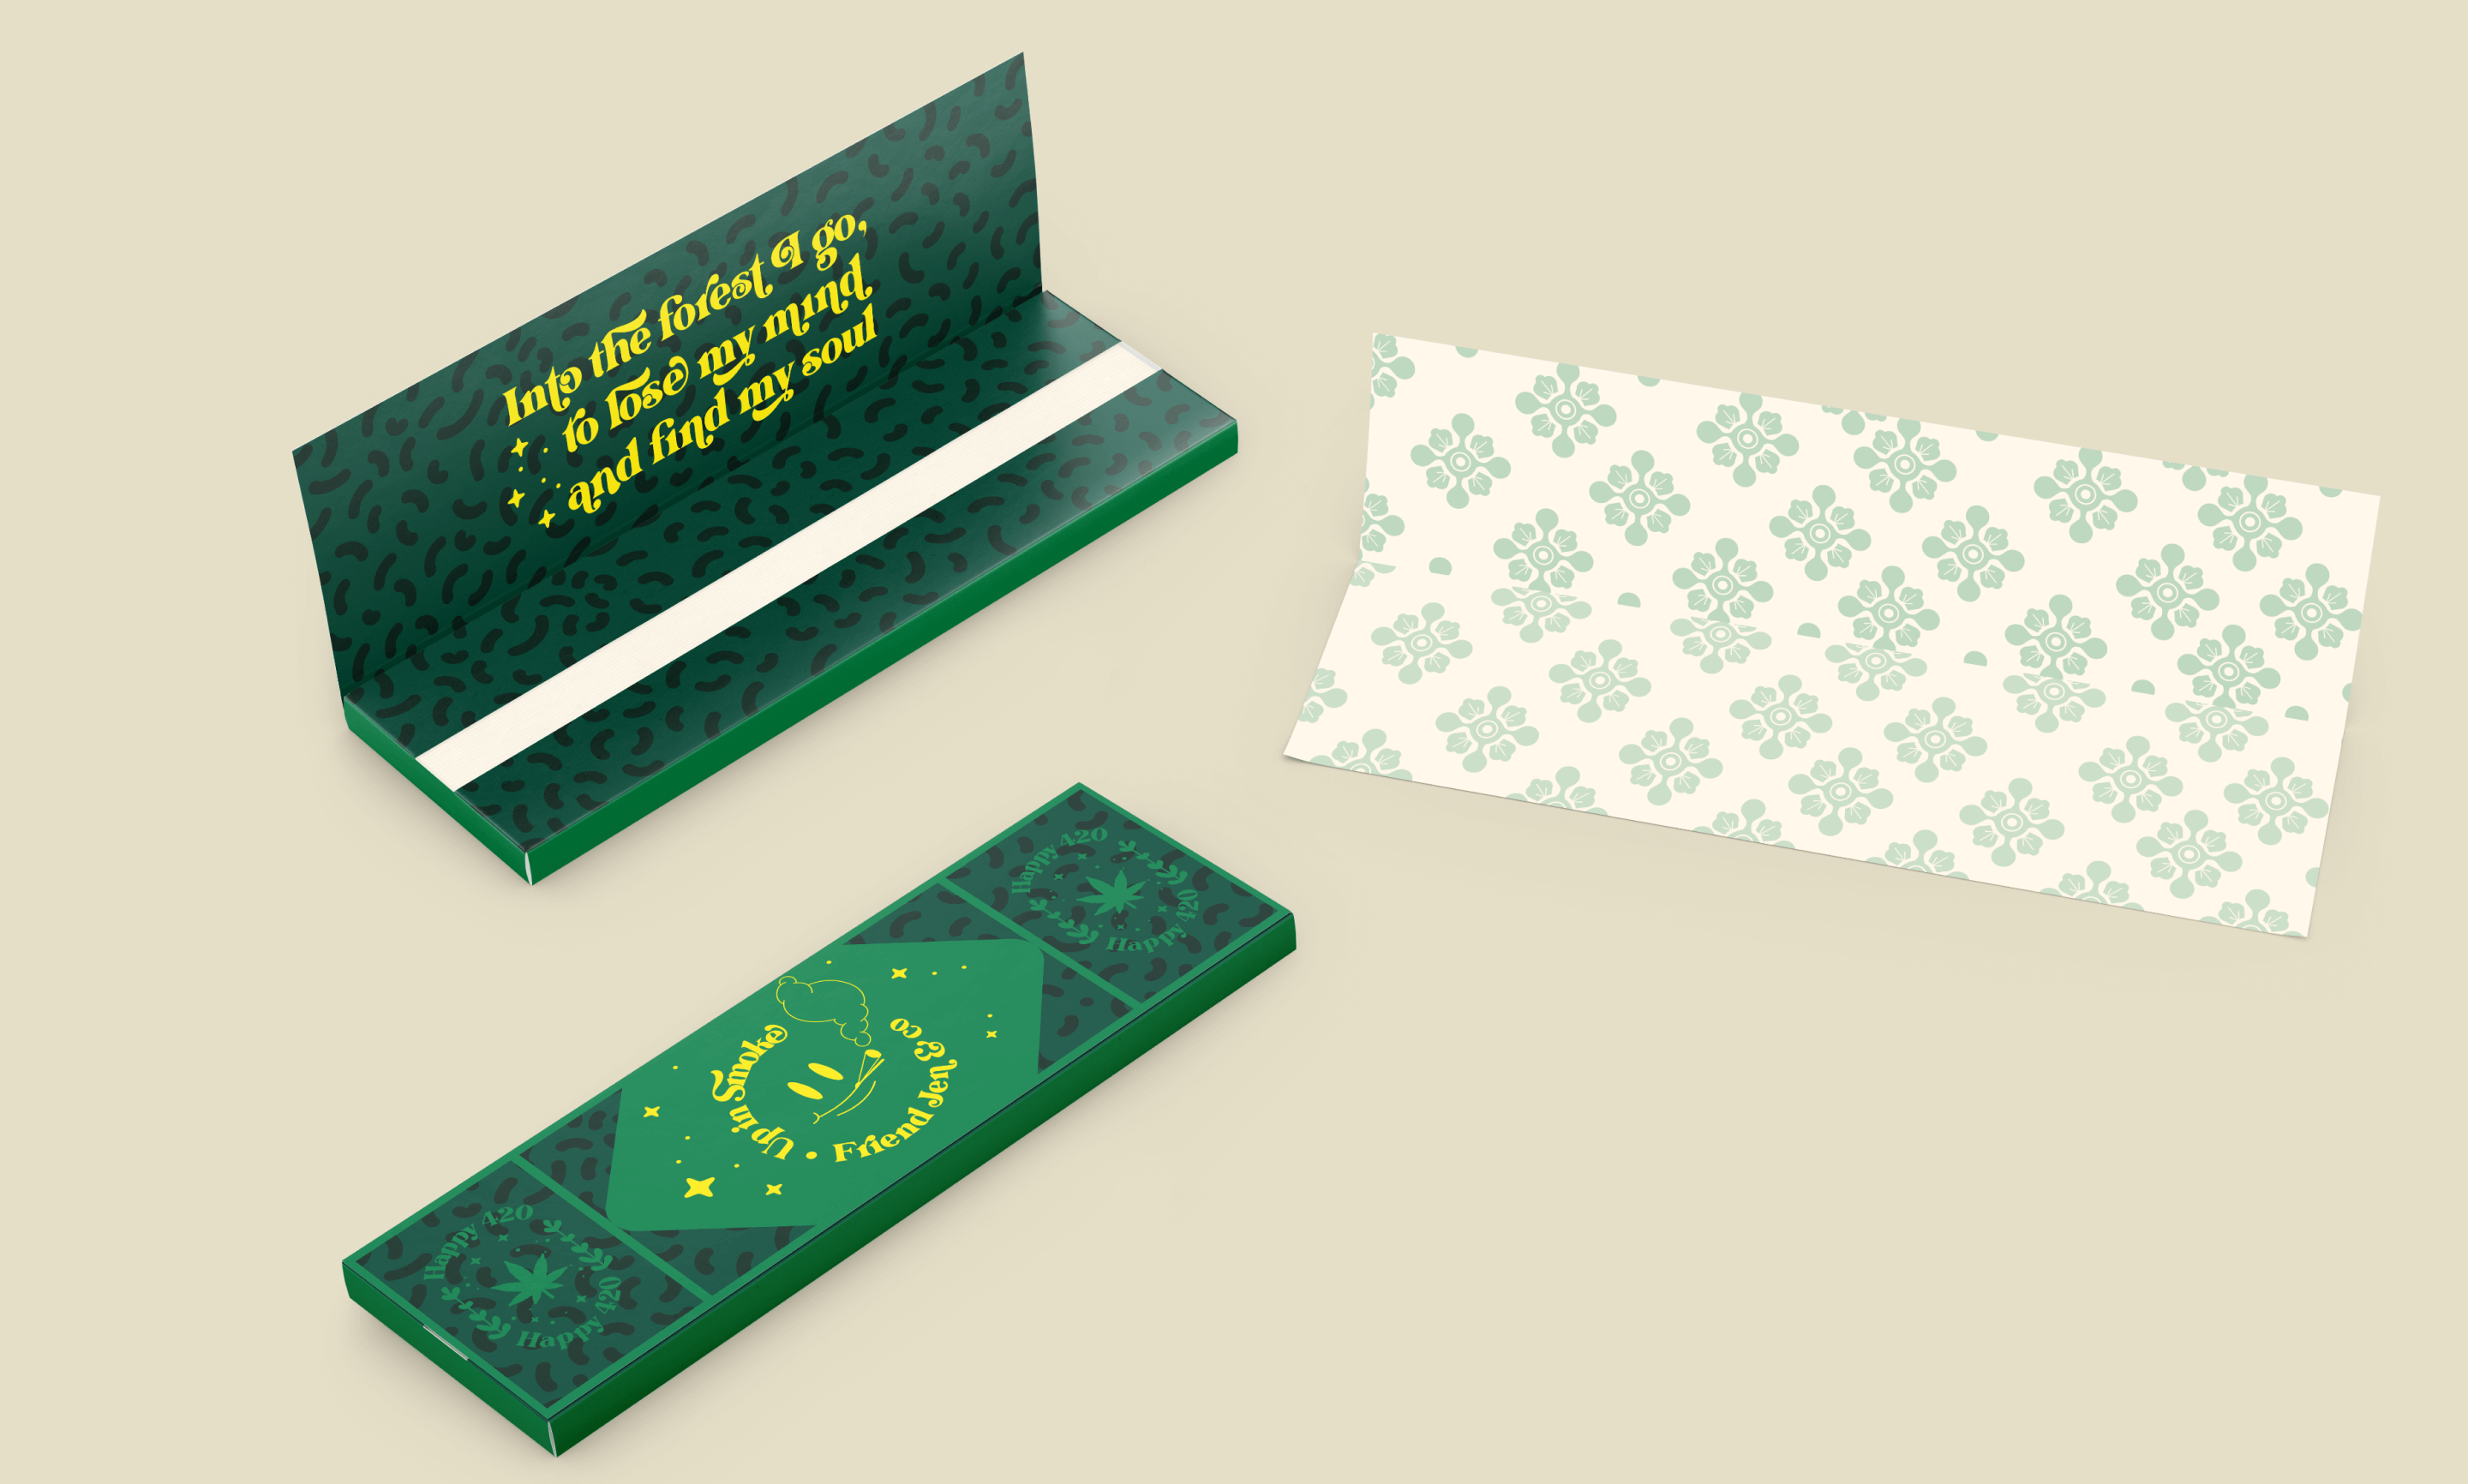 Into the forest I go,
to lose my mind
and find my soul
Happy 420
Happy 420
Up in Smoke
Friend Jen & co
Happy 420
Happy 420